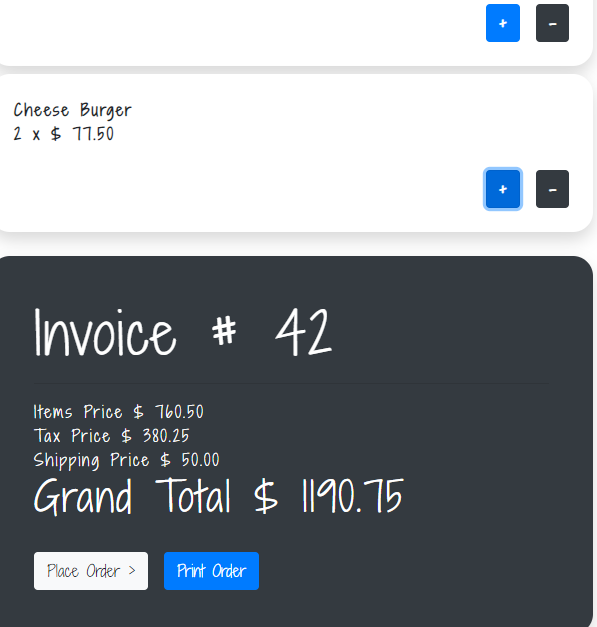 + -
Cheese Burger
2 x $ 77.50
+ -
Invoice # 42
Items Price $ 760.50
Tax Price $ 380.25
Shipping Price $ 50.00
Grand Total $ 1190.75
Place Order >
Print Order